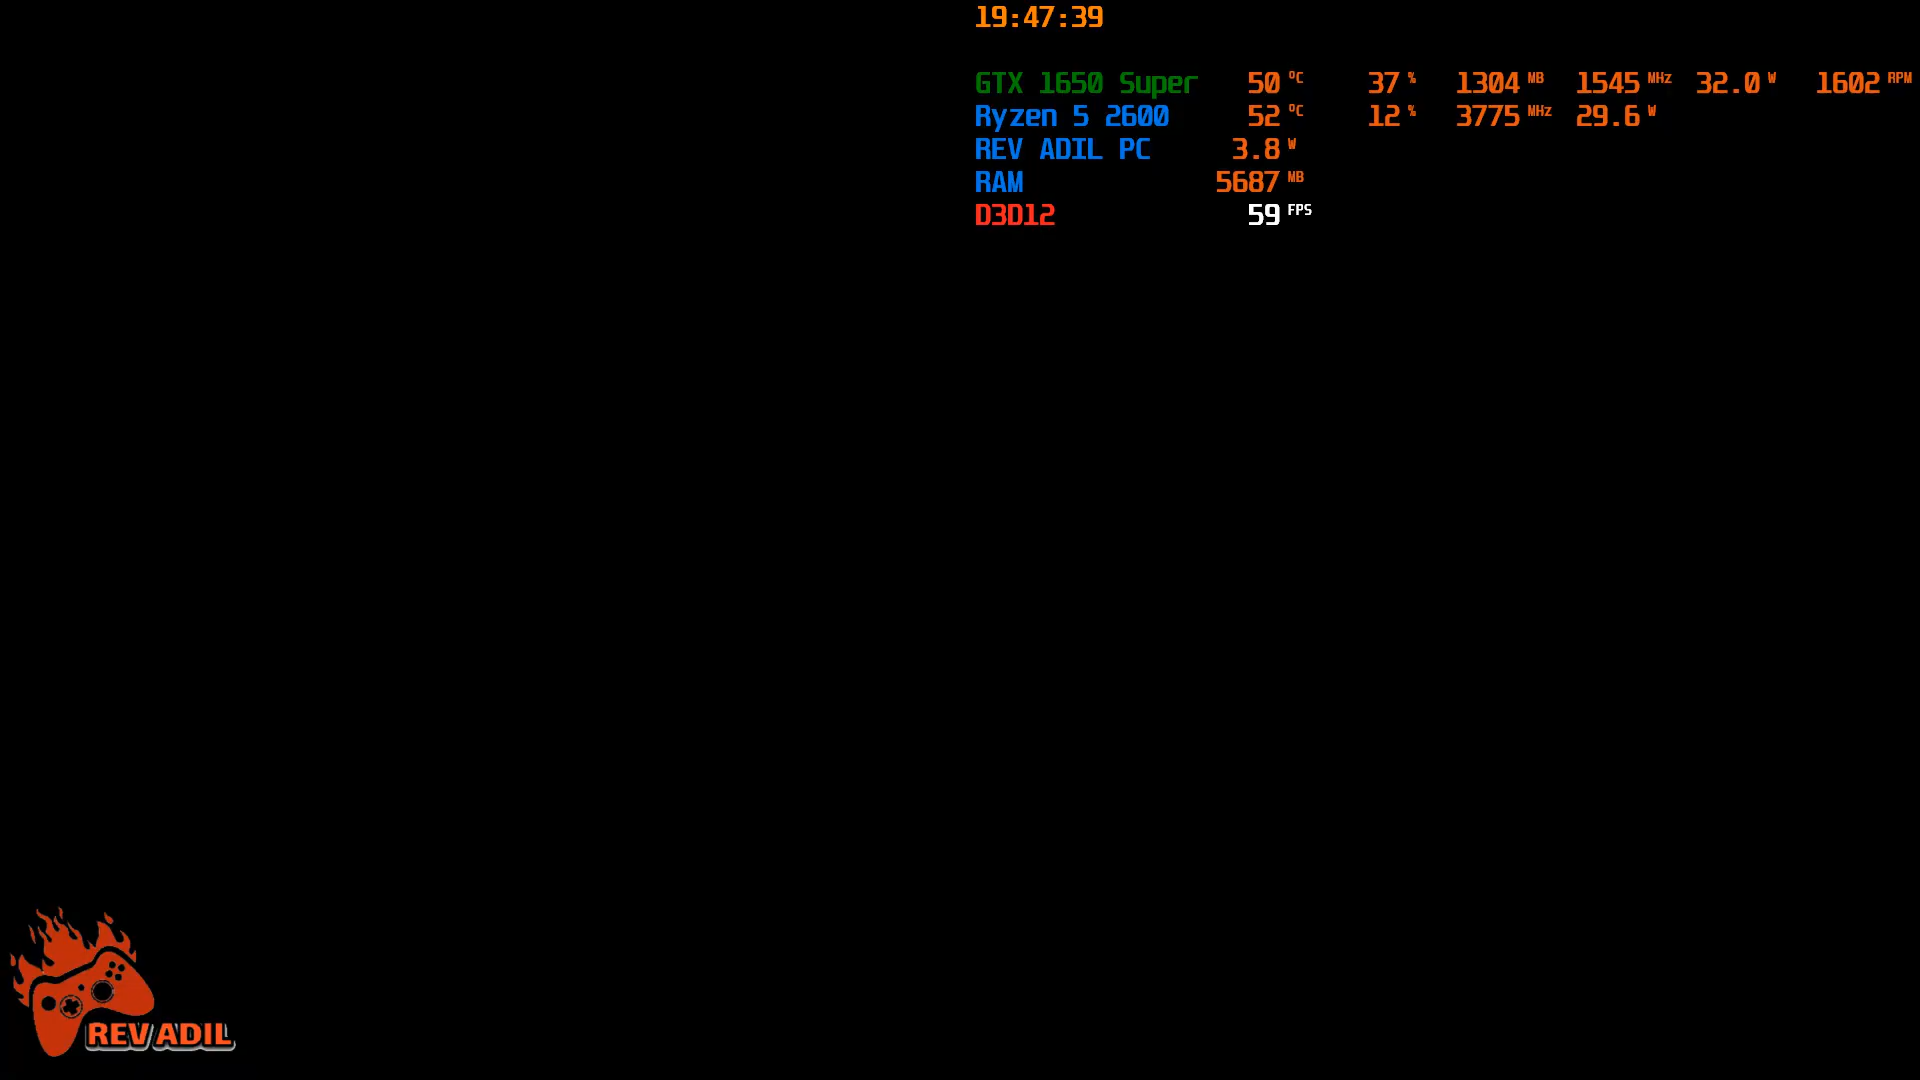 19:47:39
GTX 1650 Super 50 °C 37 % 1304 MB 1545 MHz 32.0 W 1602 RPM
Ryzen 5 2600 52 °C 12 % 3775 MHz 29.6 W
REV ADIL PC 3.8 W
RAM 5687 MB
D3D12 59 FPS
REV ADIL